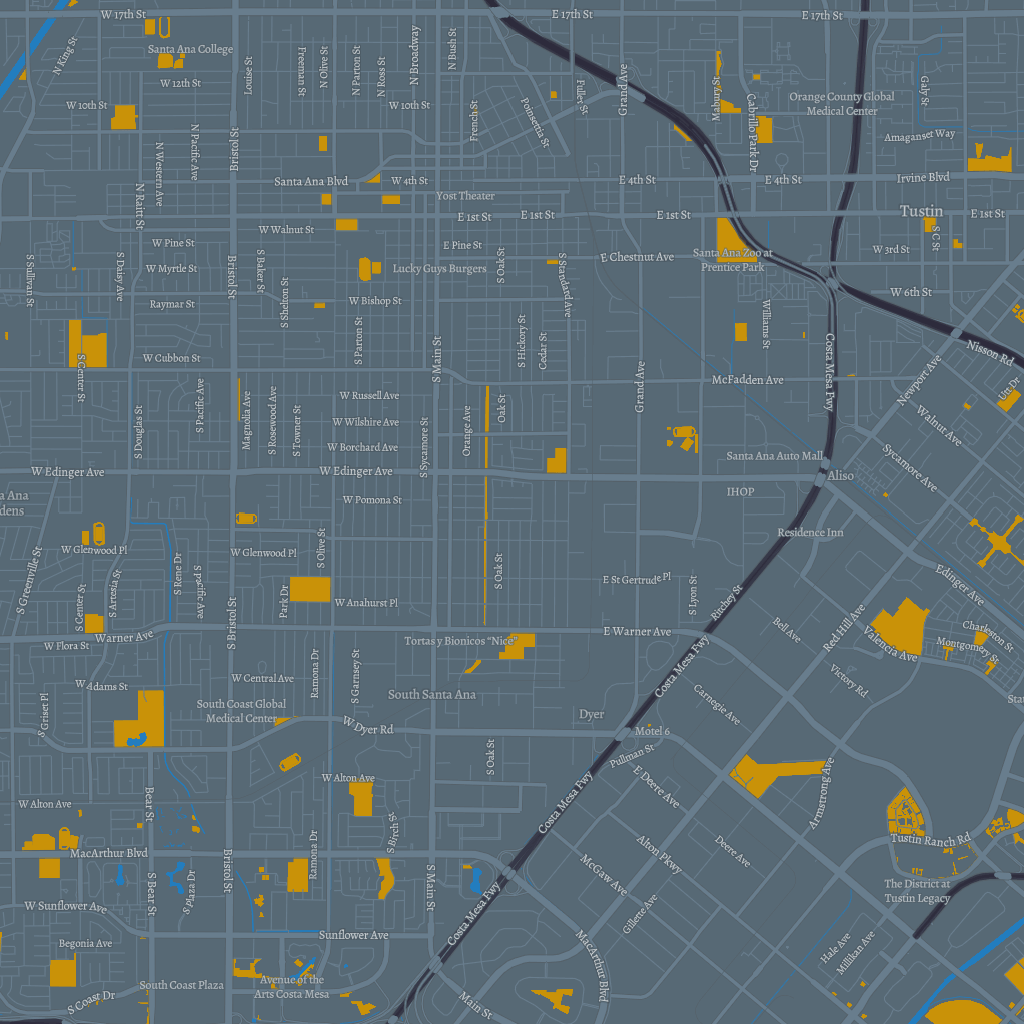 W 17th St
E 17th St
E 17th St
N King St
Santa Ana College
Louise St
Freeman St
N Olive St
N Parton St
N Ross St
N Broadway
N Bush St
W 12th St
Fuller St
Grand Ave
Mabury St
Cabrillo Park Dr
Orange County Global
Medical Center
Galy St
W 10th St
W 10th St
French St
Poinsettia St
Amaganset Way
N Western Ave
N Pacific Ave
Bristol St
N Raitt St
Santa Ana Blvd
W 4th St
E 4th St
E 4th St
Irvine Blvd
Yost Theater
E 1st St
E 1st St
E 1st St
Tustin
E 1st St
W Walnut St
W Pine St
E Pine St
S C St
W 3rd St
S Sullivan St
S Daisy Ave
W Myrtle St
Bristol St
S Baker St
S Shelton St
Lucky Guys Burgers
S Oak St
S Standard Ave
E Chestnut Ave
Santa Ana Zoo at
Prentice Park
W 6th St
Raymar St
W Bishop St
S Parton St
S Main St
S Hickory St
Cedar St
Williams St
Costa Mesa Fwy
Nisson Rd
S Center St
W Cubbon St
Grand Ave
McFadden Ave
Newport Ave
Utt Dr
S Douglas St
S Pacific Ave
Magnolia Ave
S Rosewood Ave
S Towner St
W Russell Ave
W Wilshire Ave
W Borchard Ave
S Sycamore St
Orange Ave
Oak St
Walnut Ave
Sycamore Ave
Santa Ana Auto Mall
Aliso
W Edinger Ave
W Edinger Ave
IHOP
W Pomona St
Residence Inn
W Glenwood Pl
W Glenwood Pl
S Olive St
S Greenville St
S Center St
S Artesia St
S Rene Dr
S Pacific Ave
S Bristol St
Park Dr
W Anahurst Pl
S Oak St
E St Gertrude Pl
S Lyon St
Ritchey St
Edinger Ave
Red Hill Ave
Bell Ave
Valencia Ave
Charleston St
Montgomery St
Warner Ave
E Warner Ave
W Flora St
Tortas y Bionicos "Nico"
Costa Mesa Fwy
Victory Rd
W Adams St
W Central Ave
Ramona Dr
S Garnsey St
South Santa Ana
Carnegie Ave
S Griset Pl
South Coast Global
Medical Center
W Dyer Rd
Dyer
Motel 6
Pullman St
S Oak St
W Alton Ave
W Alton Ave
E Deere Ave
Armstrong Ave
Bear St
Costa Mesa Fwy
S Birch St
Ramona Dr
Alton Pkwy
Deere Ave
Tustin Ranch Rd
MacArthur Blvd
McGaw Ave
The District at
Tustin Legacy
S Bear St
S Plaza Dr
Bristol St
S Main St
W Sunflower Ave
Sunflower Ave
Costa Mesa Fwy
Gillette Ave
Begonia Ave
Hale Ave
Millikan Ave
MacArthur Blvd
South Coast Plaza
Avenue of the
Arts Costa Mesa
S Coast Dr
Main St